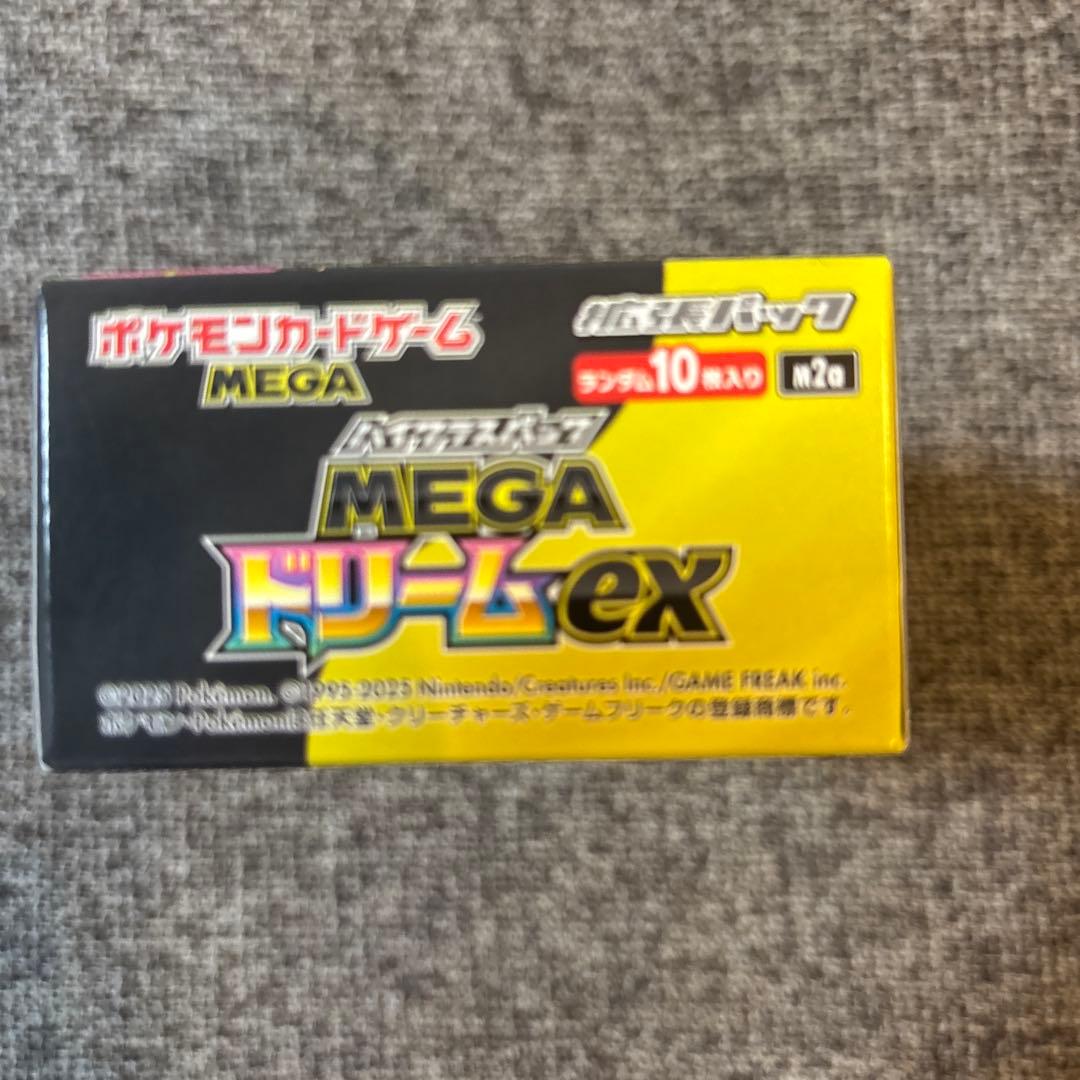 ポケモンカードゲーム
MEGA
拡張パック
ランダム10枚入り M2a
ハイクラスパック
MEGA
ドリームex
©2025 Pokémon. ©1995-2025 Nintendo/Creatures Inc./GAME FREAK inc.
ポケモン・Pokémonは任天堂・クリーチャーズ・ゲームフリークの登録商標です。